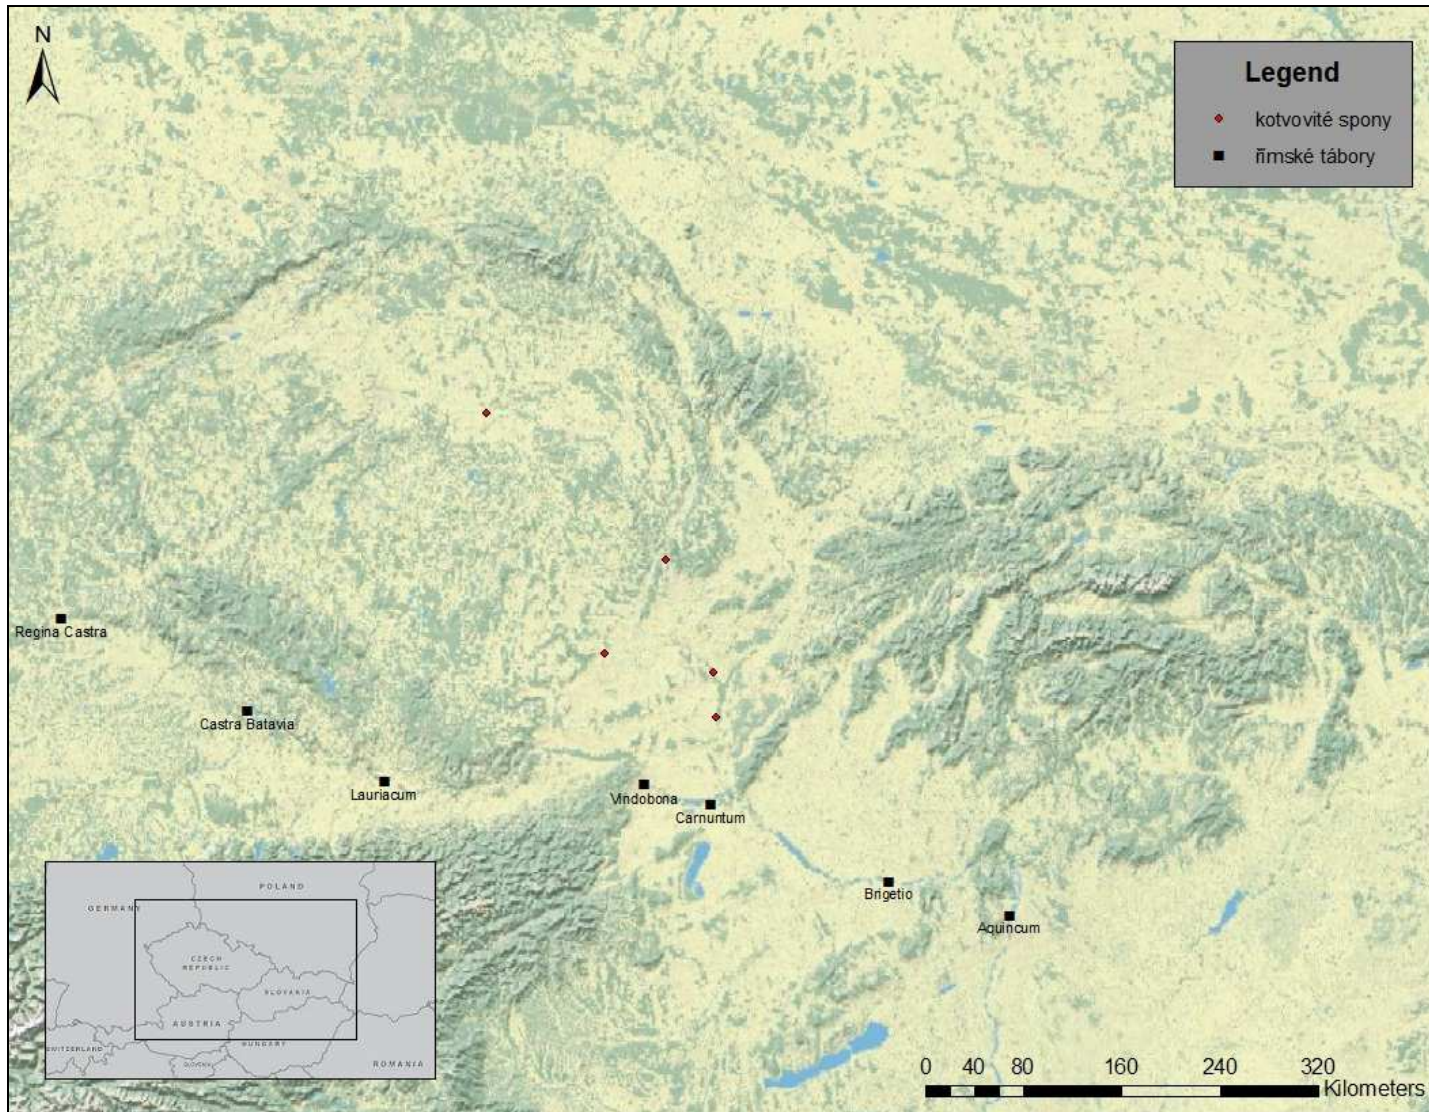 N
Legend
kotvovité spony
římské tábory
Regina Castra
Castra Batavia
Lauriacum
Vindobona
Carnuntum
Brigetio
Aquincum
POLAND
GERMANY
CZECH
REPUBLIC
SLOVAKIA
AUSTRIA
HUNGARY
SWITZERLAND
SLOVENIA
ROMANIA
0 40 80 160 240 320
Kilometers